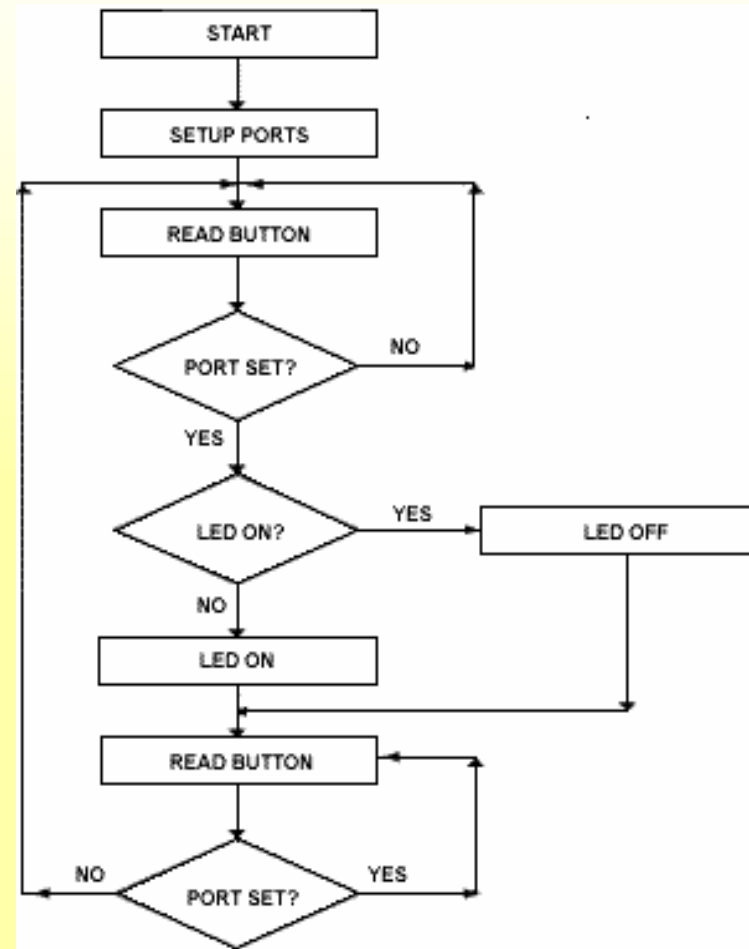 START
SETUP PORTS
READ BUTTON
NO
PORT SET?
YES
LED ON?
YES
LED OFF
NO
LED ON
READ BUTTON
NO
PORT SET?
YES